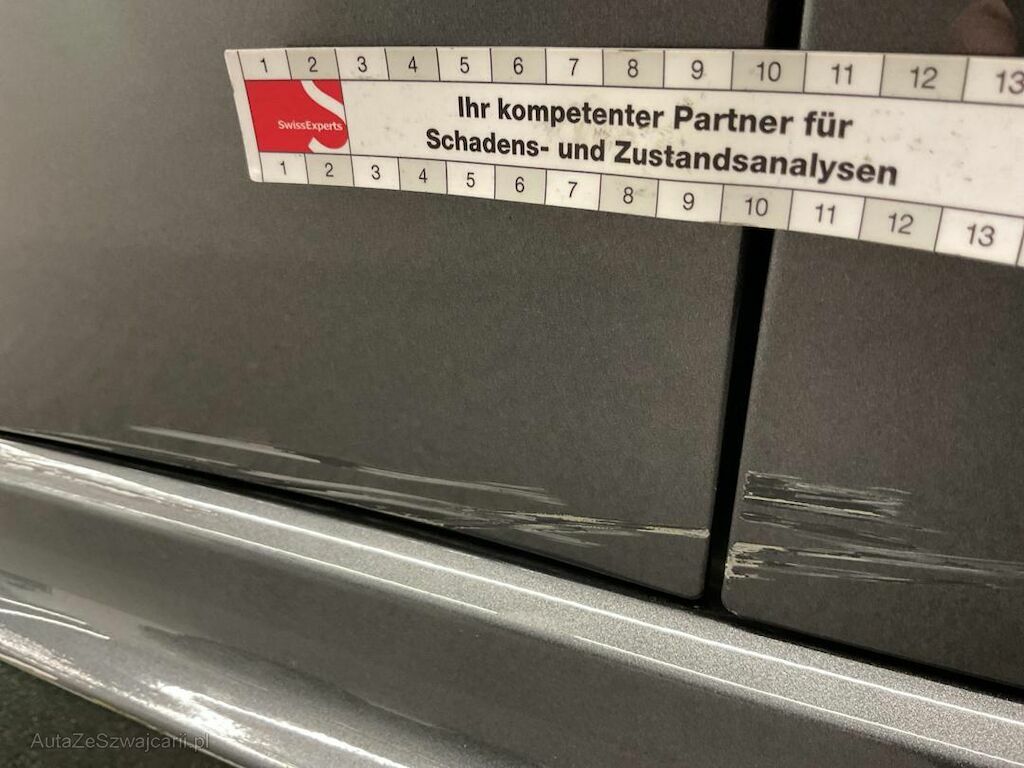 1 2 3 4 5 6 7 8 9 10 11 12 13
SwissExperts
Ihr kompetenter Partner für
Schadens- und Zustandsanalysen
1 2 3 4 5 6 7 8 9 10 11 12 13
AutaZeSzwajcarii.pl